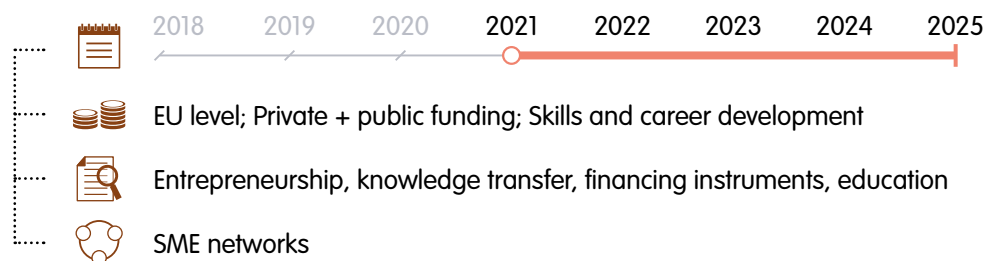 2018 2019 2020 2021 2022 2023 2024 2025
EU level; Private + public funding; Skills and career development
Entrepreneurship, knowledge transfer, financing instruments, education
SME networks